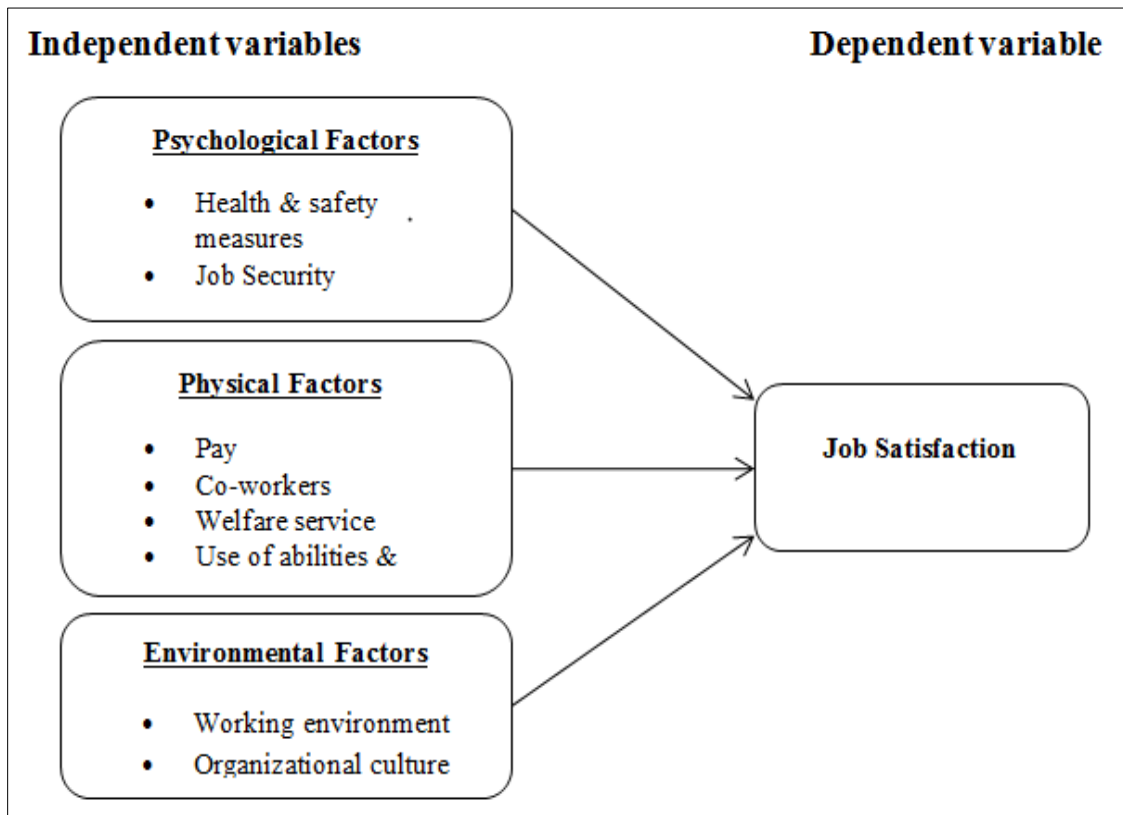 Independent variables
Dependent variable
Psychological Factors
• Health & safety
measures
• Job Security
Physical Factors
• Pay
• Co-workers
• Welfare service
• Use of abilities &
Environmental Factors
• Working environment
• Organizational culture
Job Satisfaction